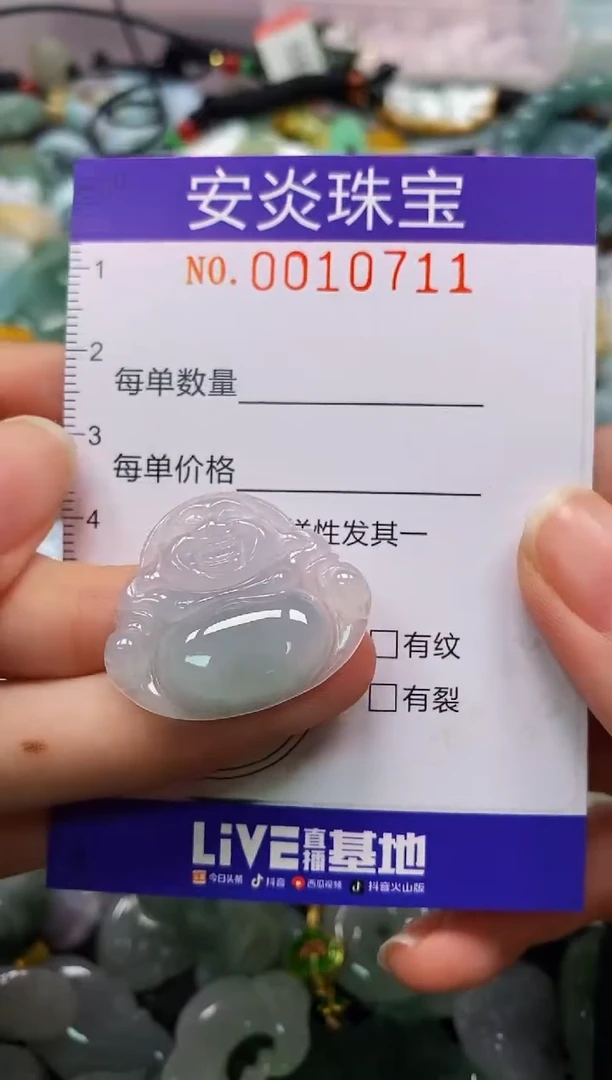 安炎珠宝
NO. 0010711
1
2
每单数量
3
每单价格
4
性发其一
有纹
有裂
LiVE直播基地
今日头条 抖音 西瓜视频 抖音火山版